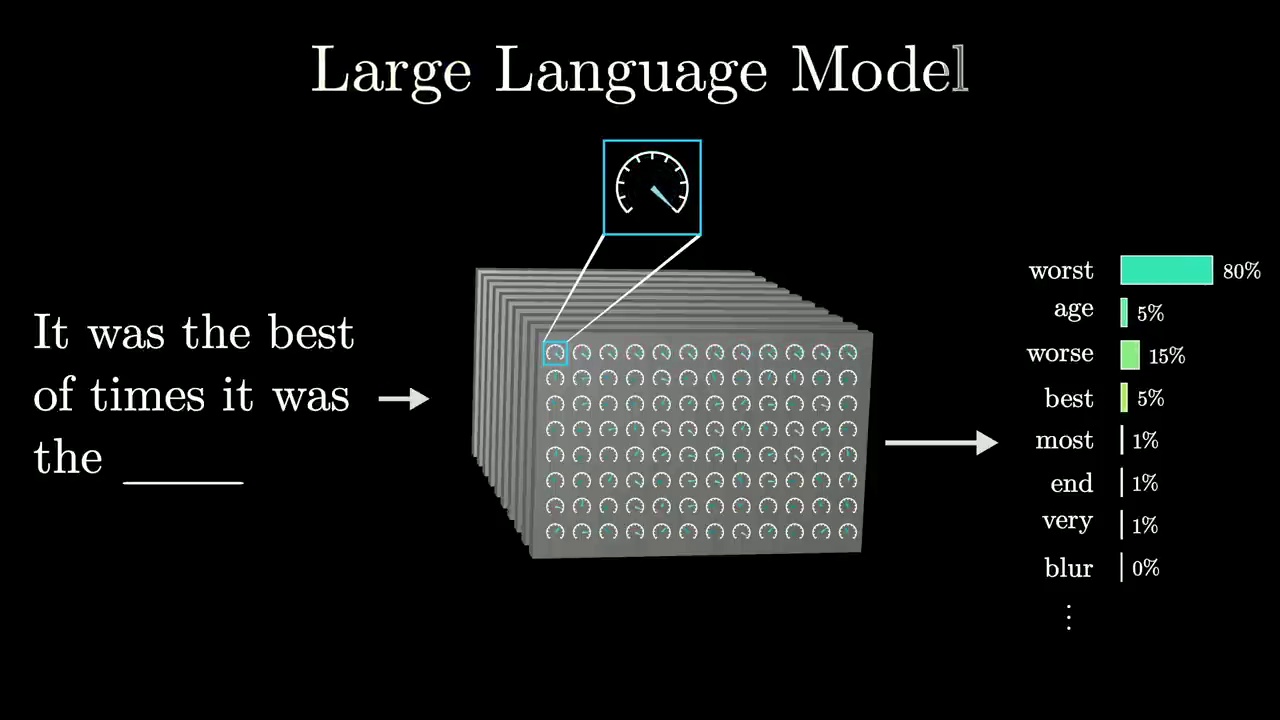 Large Language Model
It was the best
of times it was
the
worst 80%
age 5%
worse 15%
best 5%
most 1%
end 1%
very 1%
blur 0%